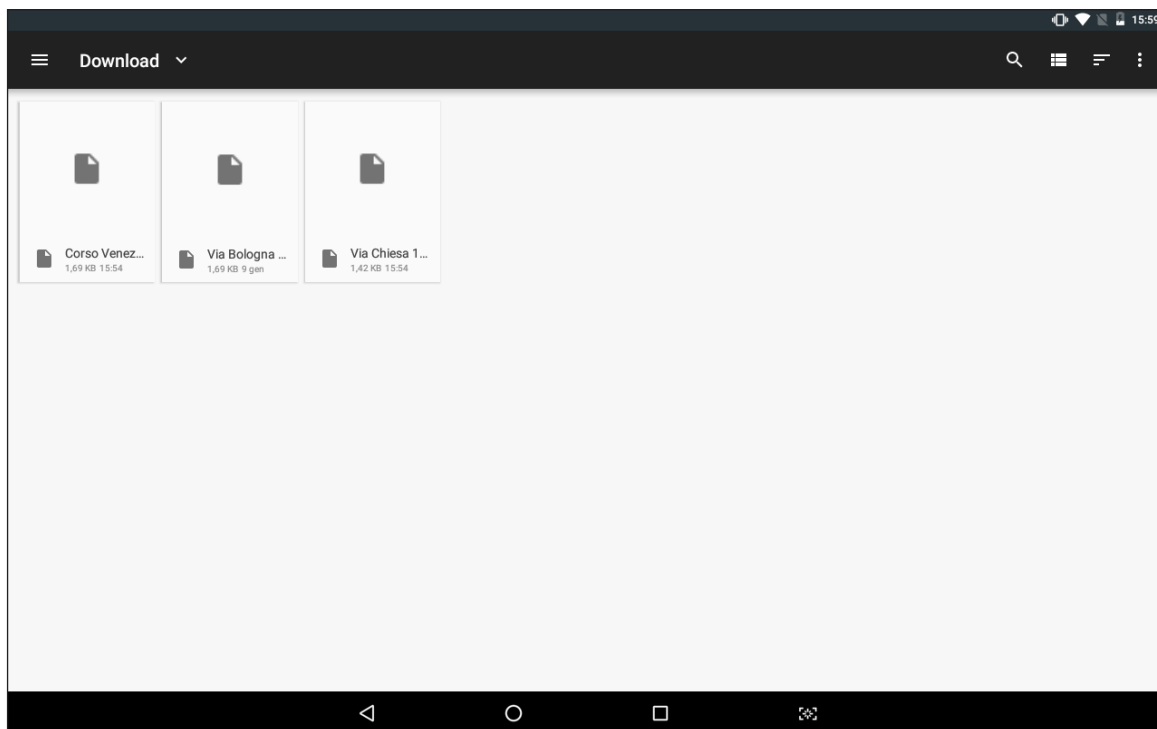 15:59
Download
Corso Venez...
1,69 KB 15:54
Via Bologna ...
1,69 KB 9 gen
Via Chiesa 1...
1,42 KB 15:54